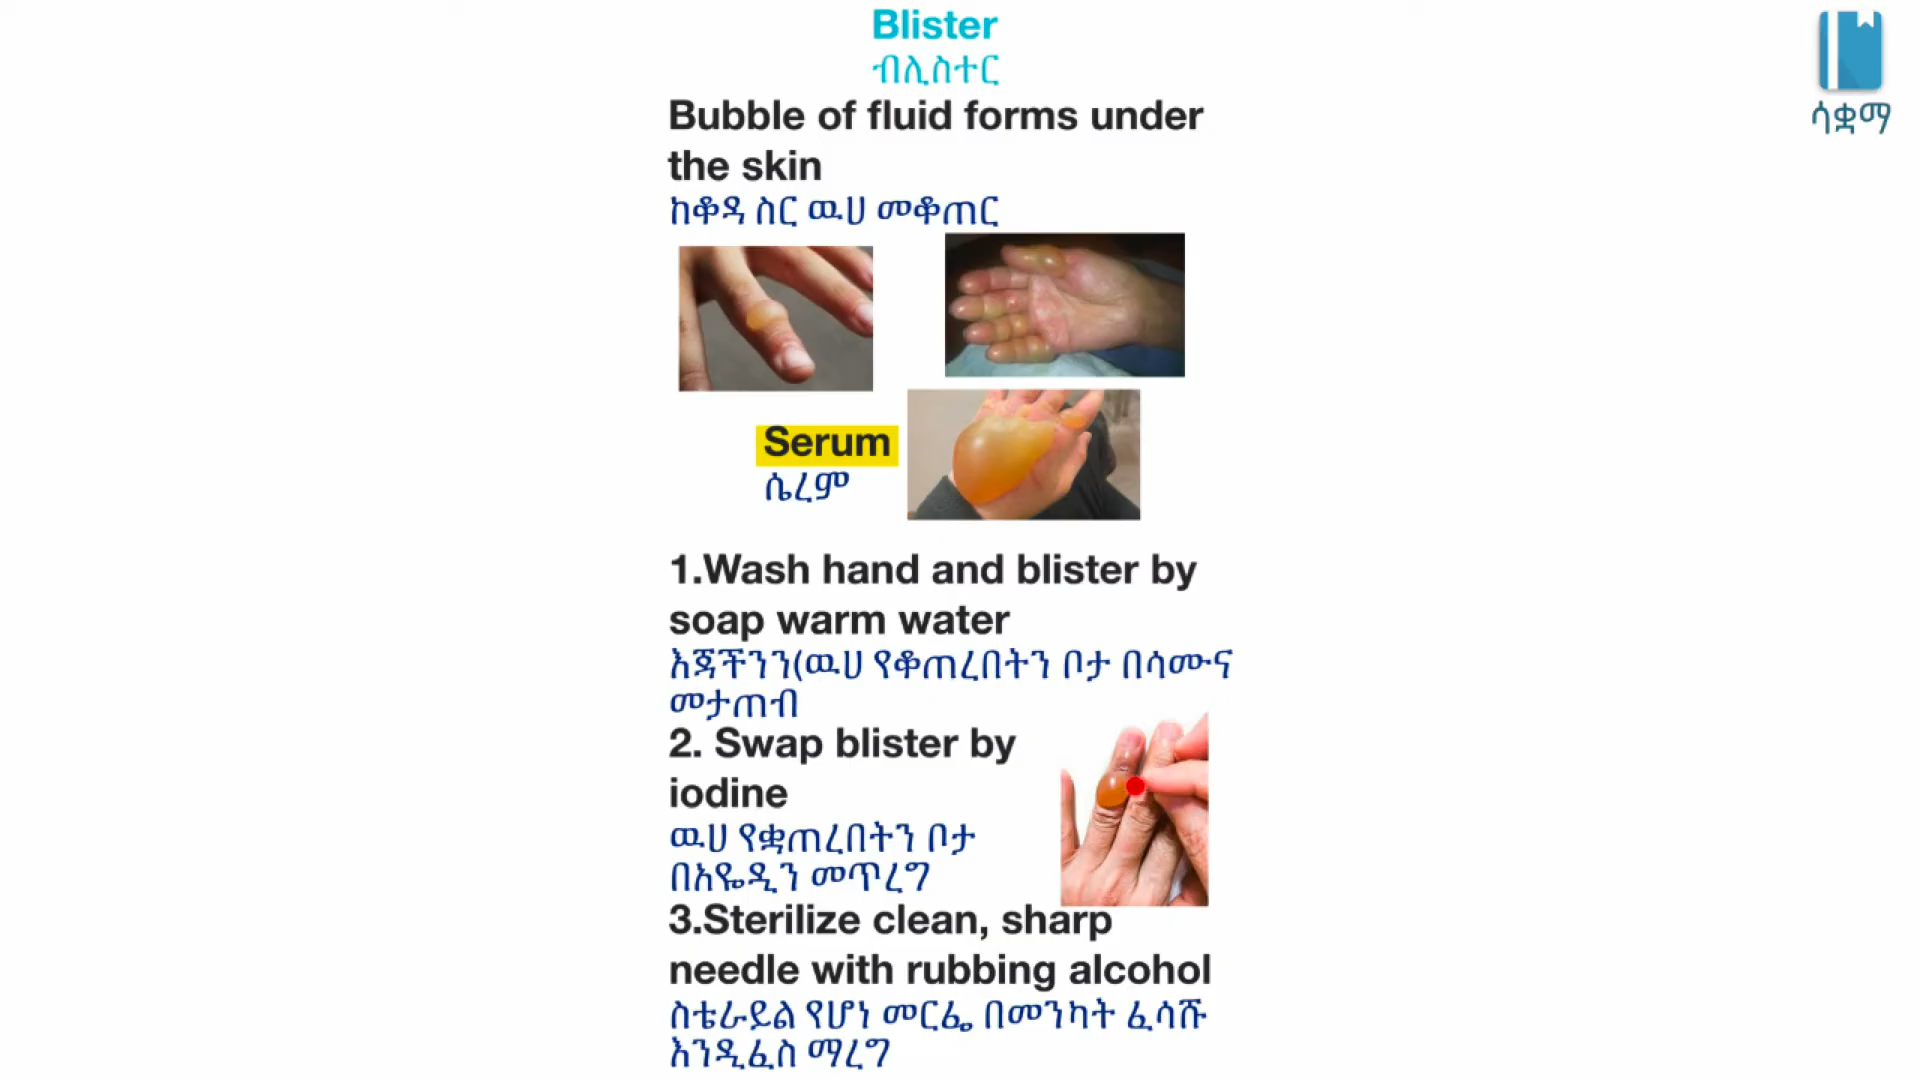 Blister
ብሊስተር
ሳቋማ
Bubble of fluid forms under
the skin
ከቆዳ ስር ዉሀ መቆጠር
Serum
ሴረም
1.Wash hand and blister by
soap warm water
እጃችንን(ዉሀ የቆጠረበትን ቦታ በሳሙና
መታጠብ
2. Swap blister by
iodine
ዉሀ የቋጠረበትን ቦታ
በአዬዲን መጥረግ
3.Sterilize clean, sharp
needle with rubbing alcohol
ስቴራይል የሆነ መርፌ በመንካት ፈሳሹ
እንዲፈስ ማረግ